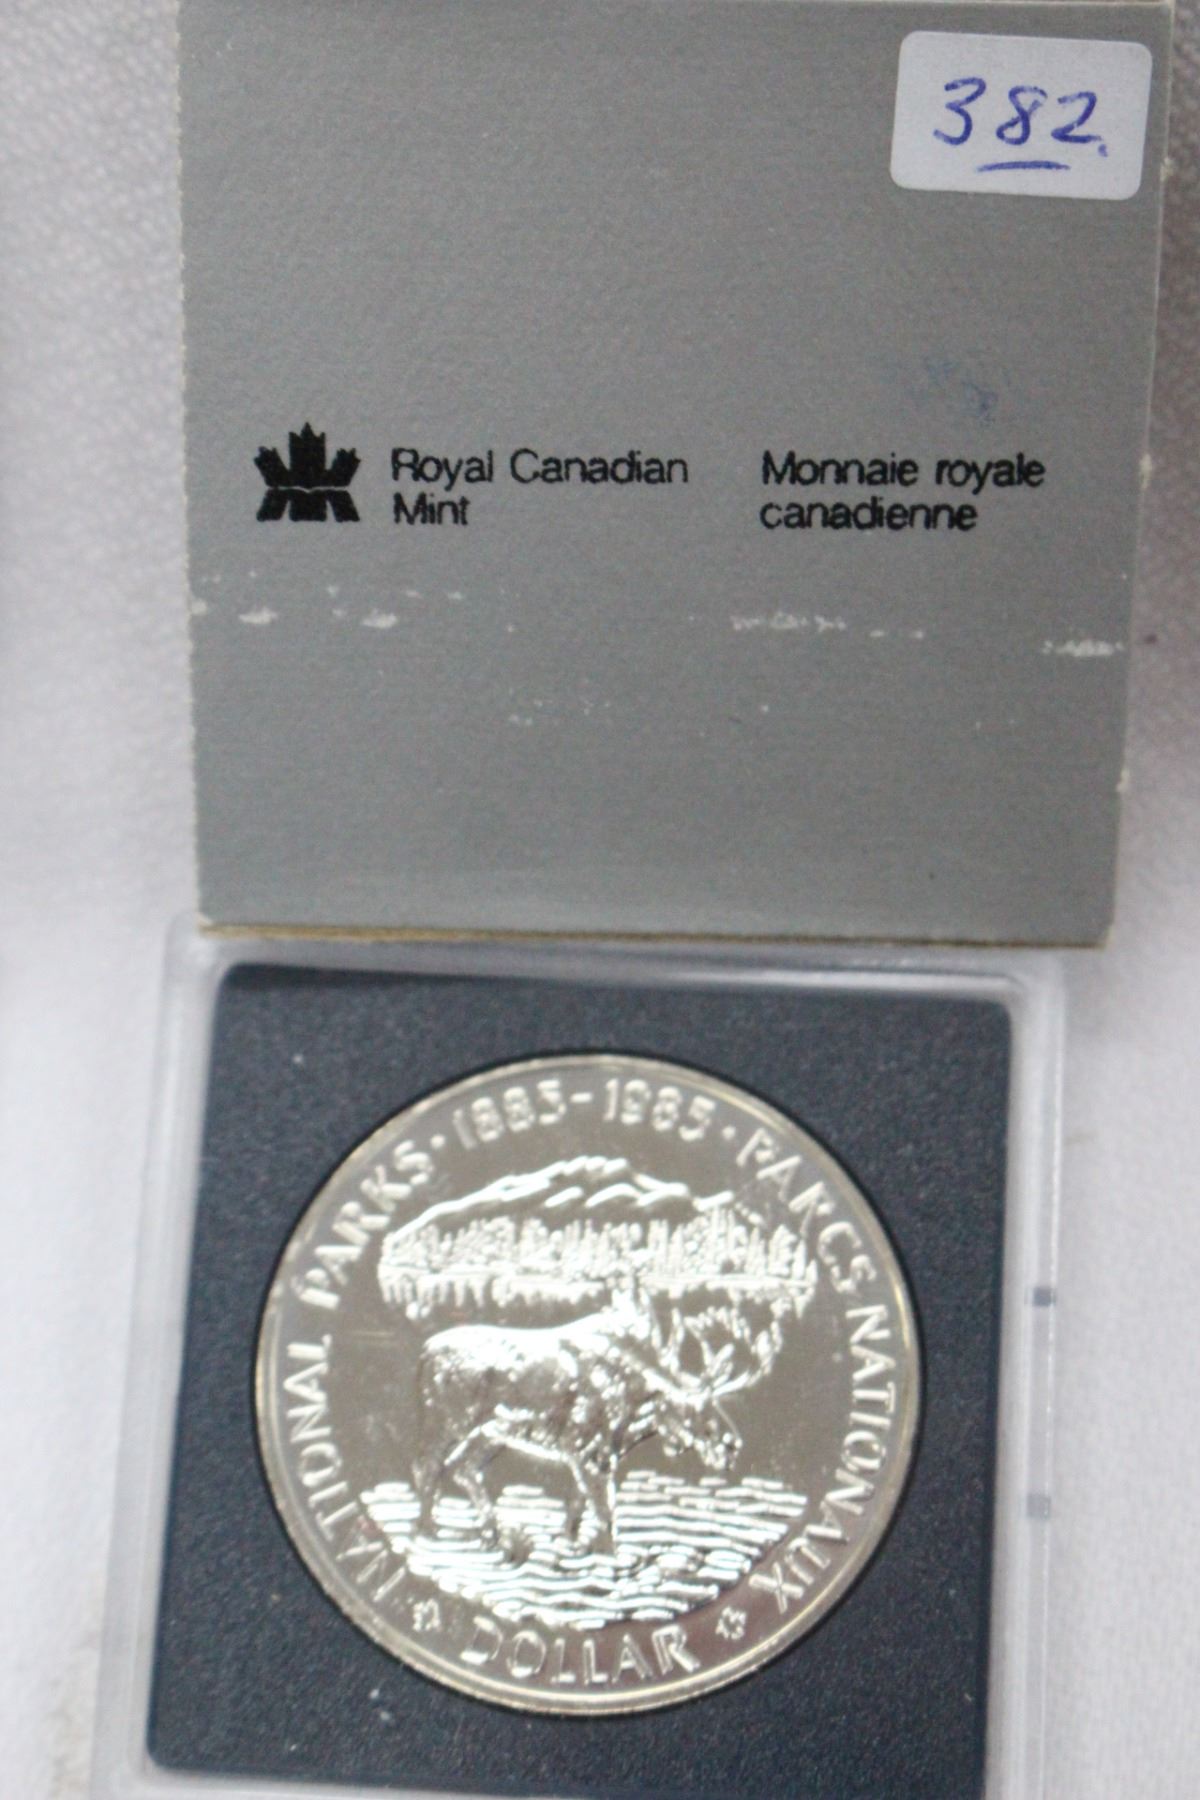 382.
Royal Canadian
Mint
Monnaie royale
canadienne
NATIONAL PARKS · 1885-1985 · PARCS NATIONAUX
DOLLAR